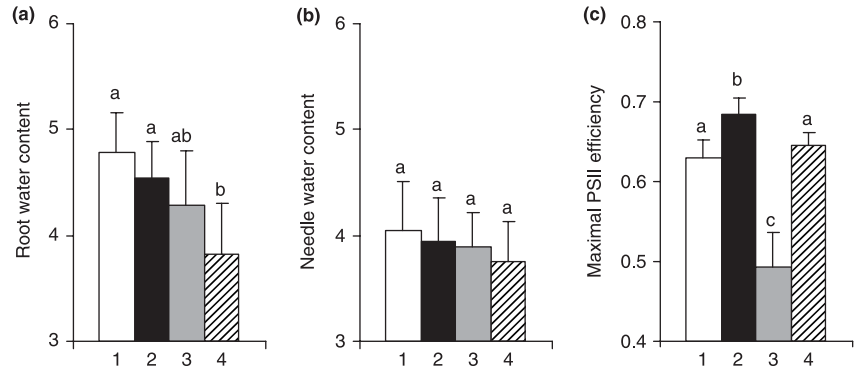 (a)
6
5
4
3
Root water content
a
a
ab
b
1 2 3 4
(b)
6
5
4
3
Needle water content
a
a
a
a
1 2 3 4
(c)
0.8
0.7
0.6
0.5
0.4
Maximal PSII efficiency
a
b
c
a
1 2 3 4